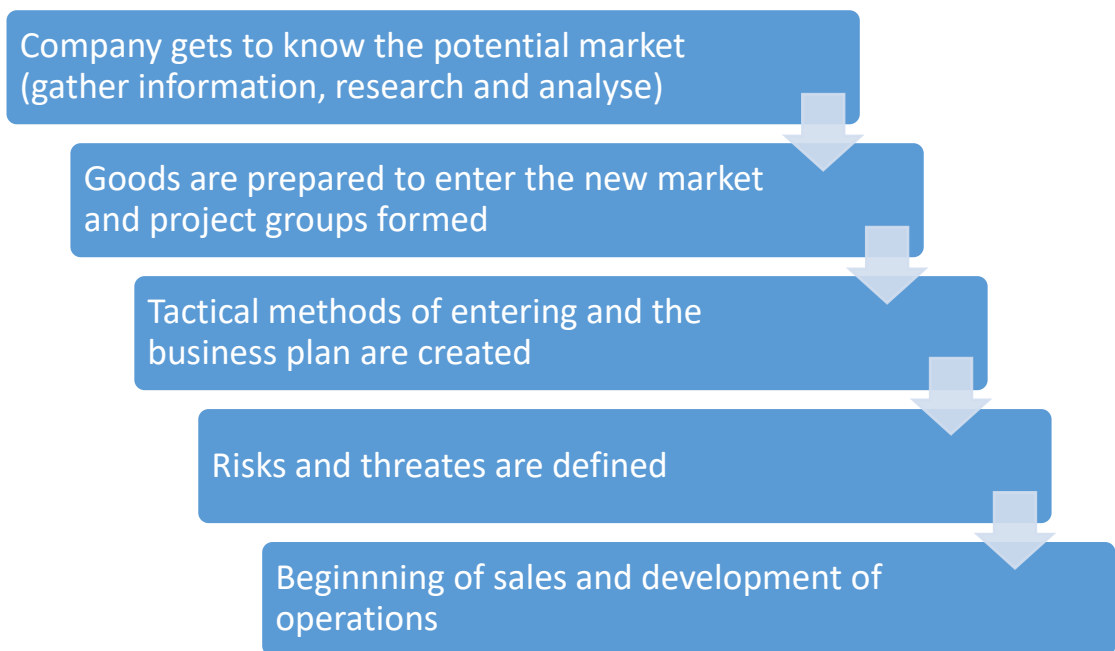 Company gets to know the potential market
(gather information, research and analyse)
Goods are prepared to enter the new market
and project groups formed
Tactical methods of entering and the
business plan are created
Risks and threates are defined
Beginnning of sales and development of
operations